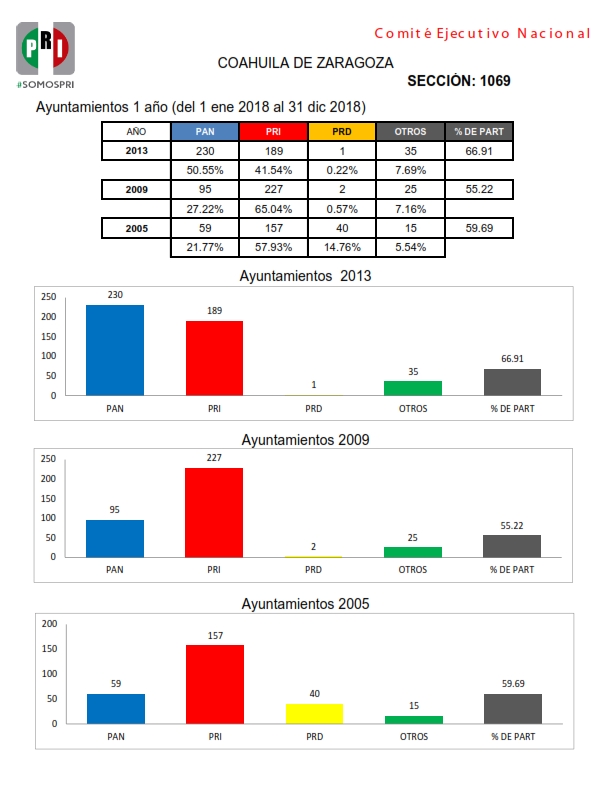 Comité Ejecutivo Nacional
PRI
#SOMOSPRI
COAHUILA DE ZARAGOZA
SECCIÓN: 1069
Ayuntamientos 1 año (del 1 ene 2018 al 31 dic 2018)
AÑO PAN PRI PRD OTROS % DE PART
2013 230 189 1 35 66.91
50.55% 41.54% 0.22% 7.69%
2009 95 227 2 25 55.22
27.22% 65.04% 0.57% 7.16%
2005 59 157 40 15 59.69
21.77% 57.93% 14.76% 5.54%
Ayuntamientos 2013
250
200
150
100
50
0
230 189 1 35 66.91
PAN PRI PRD OTROS % DE PART
Ayuntamientos 2009
250
200
150
100
50
0
95 227 2 25 55.22
PAN PRI PRD OTROS % DE PART
Ayuntamientos 2005
200
150
100
50
0
59 157 40 15 59.69
PAN PRI PRD OTROS % DE PART